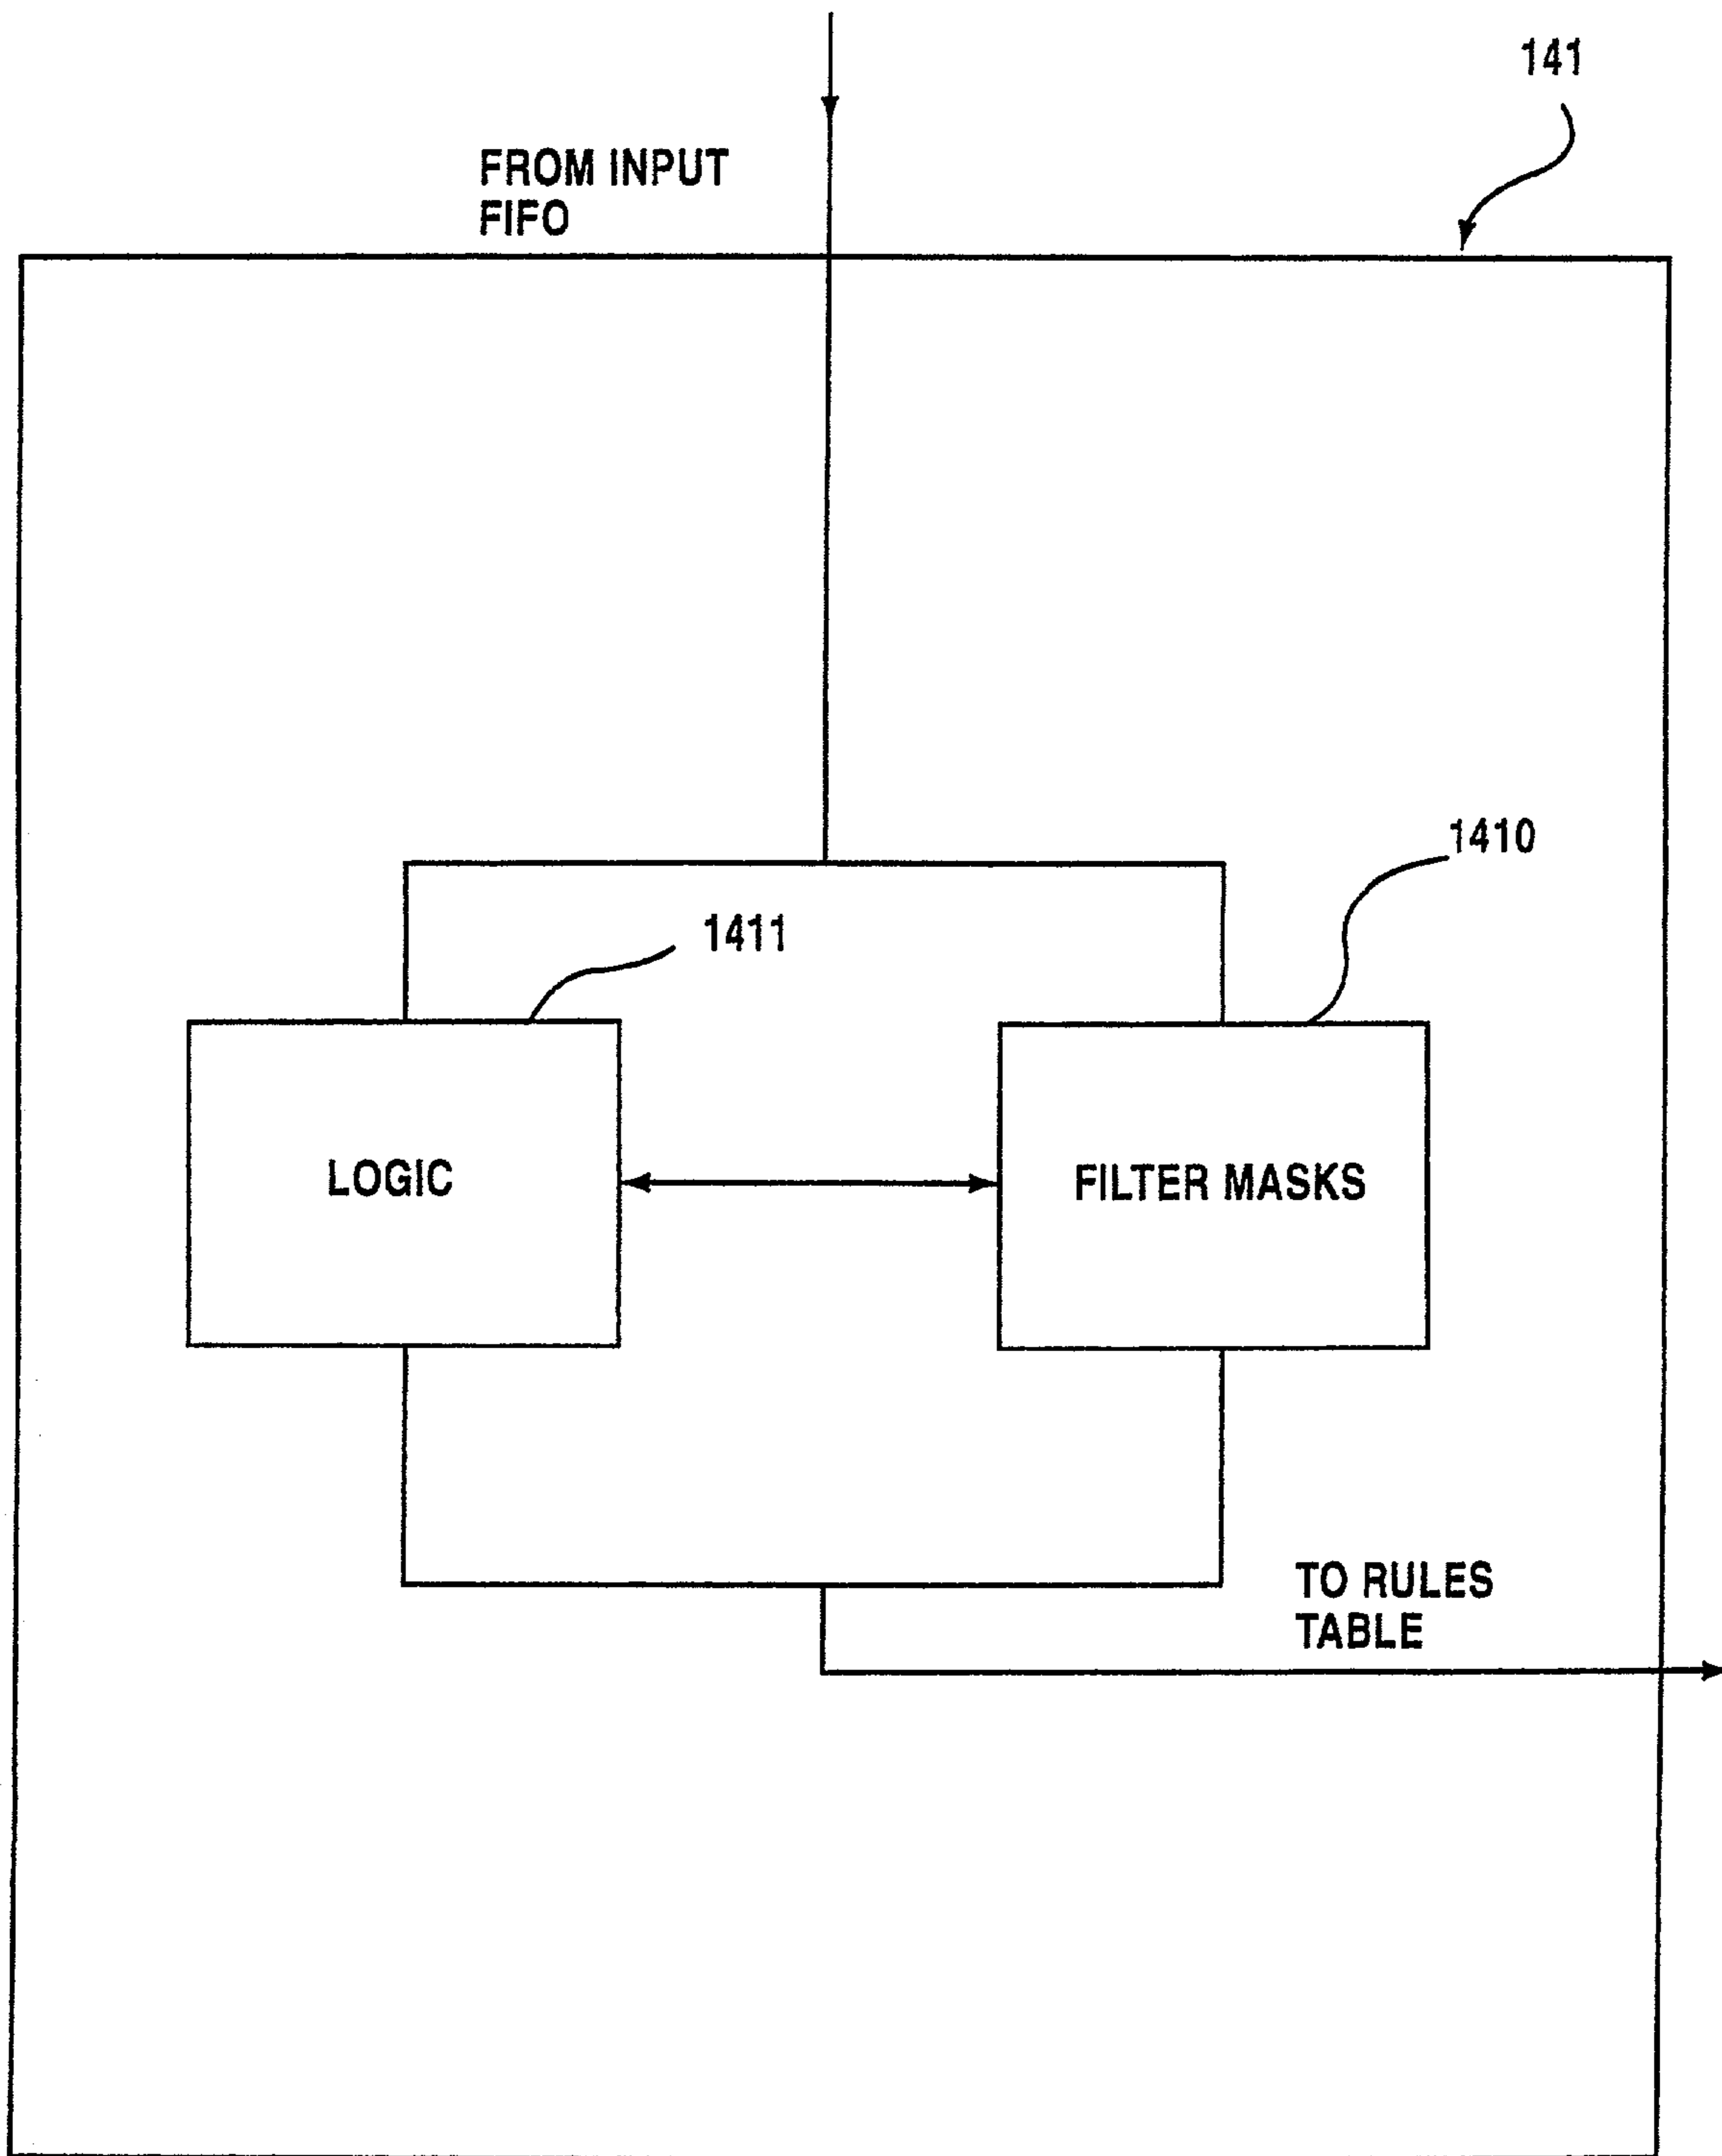 141
FROM INPUT
FIFO
1410
1411
LOGIC
FILTER MASKS
TO RULES
TABLE